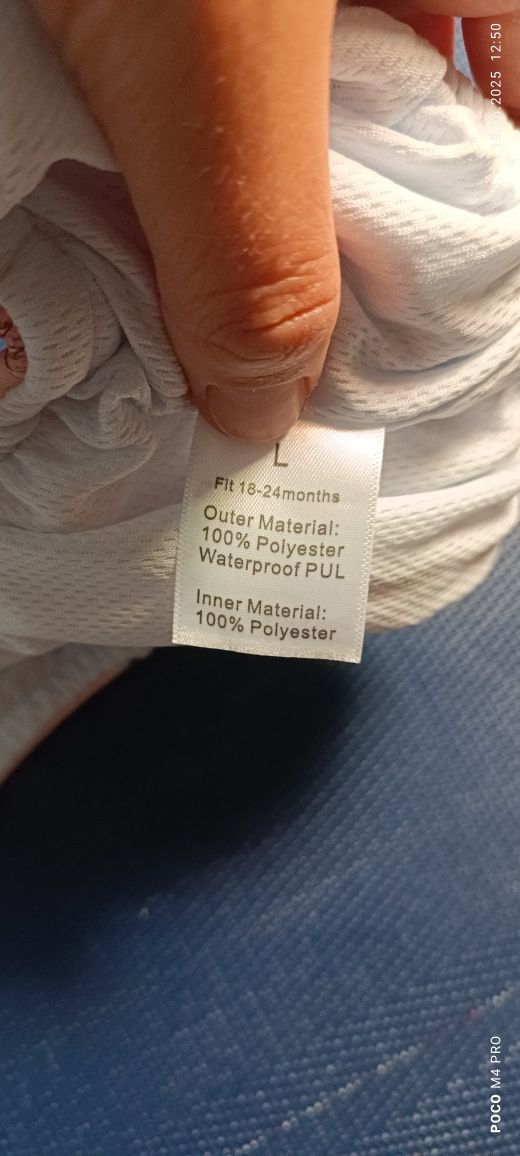 L
Fit 18-24months
Outer Material:
100% Polyester
Waterproof PUL
Inner Material:
100% Polyester
2025 12:50
POCO M4 PRO